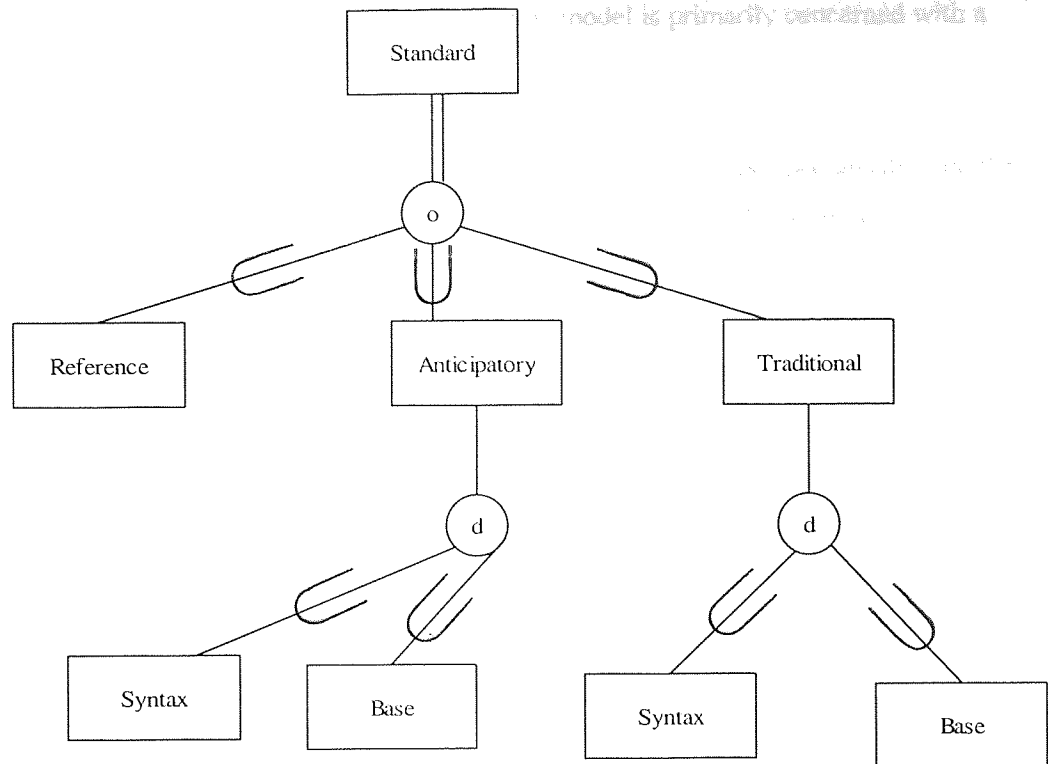 model is primarily concerned with a
Standard
o
Reference
Anticipatory
Traditional
d
d
Syntax
Base
Syntax
Base